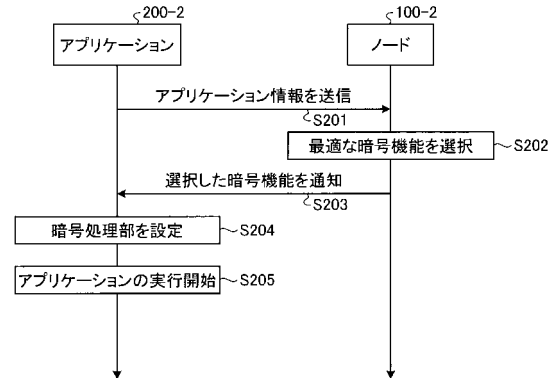 200-2
100-2
アプリケーション
ノード
アプリケーション情報を送信
S201
最適な暗号機能を選択
S202
選択した暗号機能を通知
S203
暗号処理部を設定
S204
アプリケーションの実行開始
S205